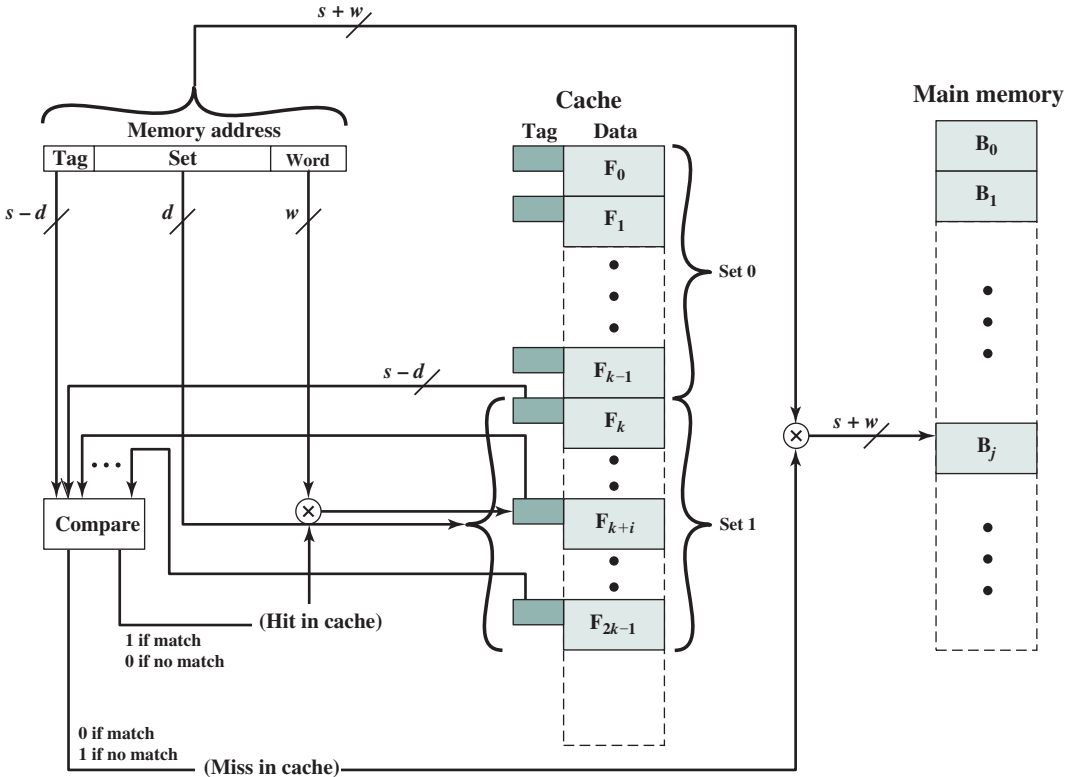 s + w
Cache
Main memory
Memory address
Tag
Data
Tag
Set
Word
F0
B0
s – d
d
w
F1
B1
Set 0
Fk–1
s – d
Fk
s + w
Bj
Compare
Fk+i
Set 1
(Hit in cache)
F2k–1
1 if match
0 if no match
0 if match
1 if no match
(Miss in cache)